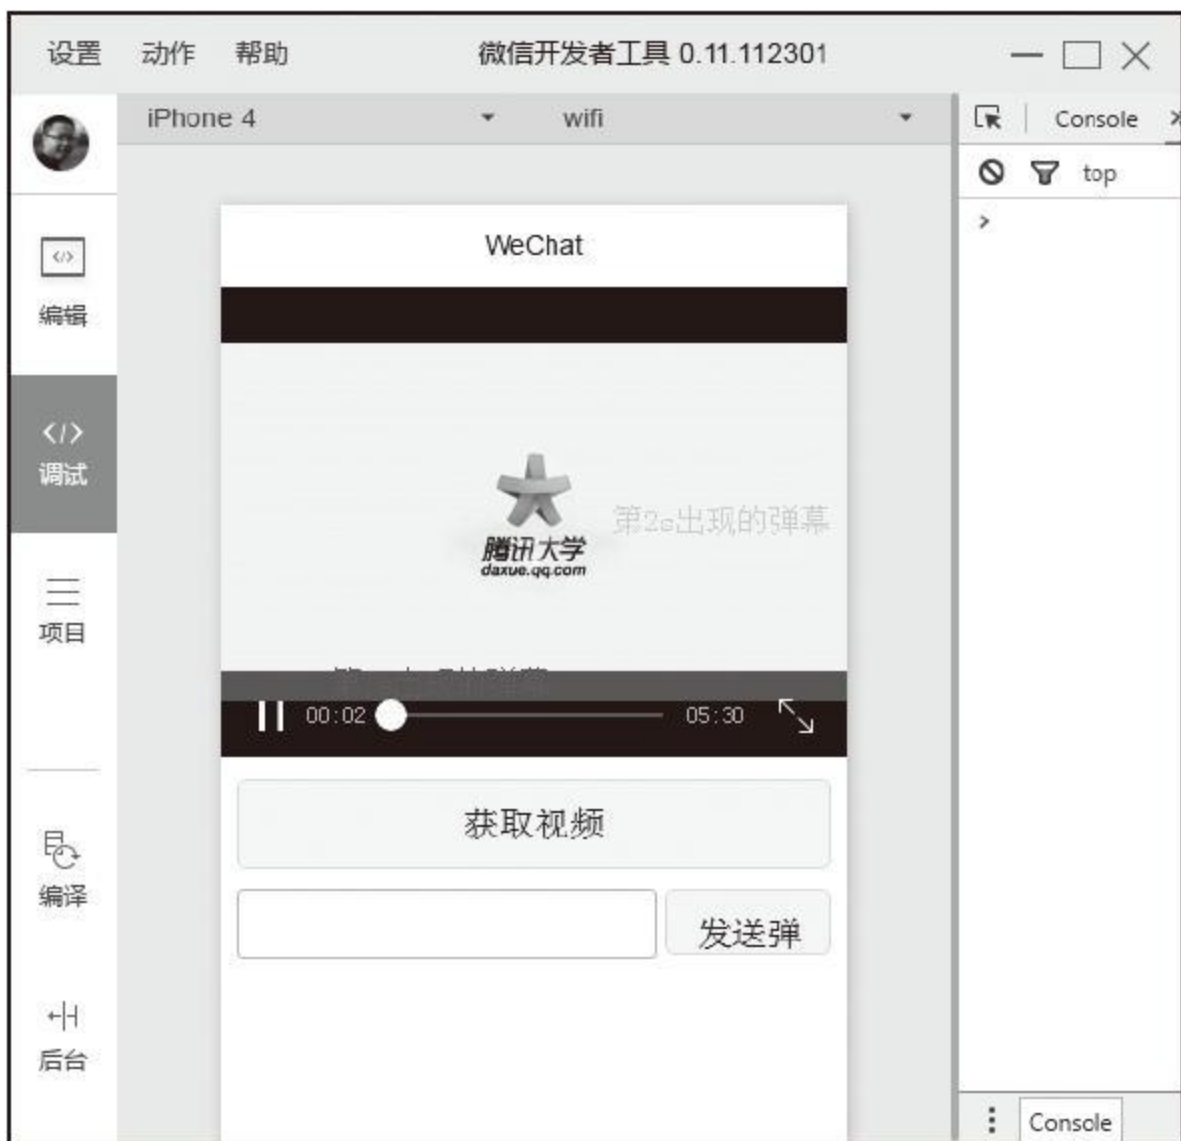 设置 动作 帮助 微信开发者工具 0.11.112301
iPhone 4 wifi
Console
top
>
WeChat
编辑
</>
调试
第2s出现的弹幕
腾讯大学
daxue.qq.com
项目
00:02 05:30
获取视频
编译
发送弹
后台
Console